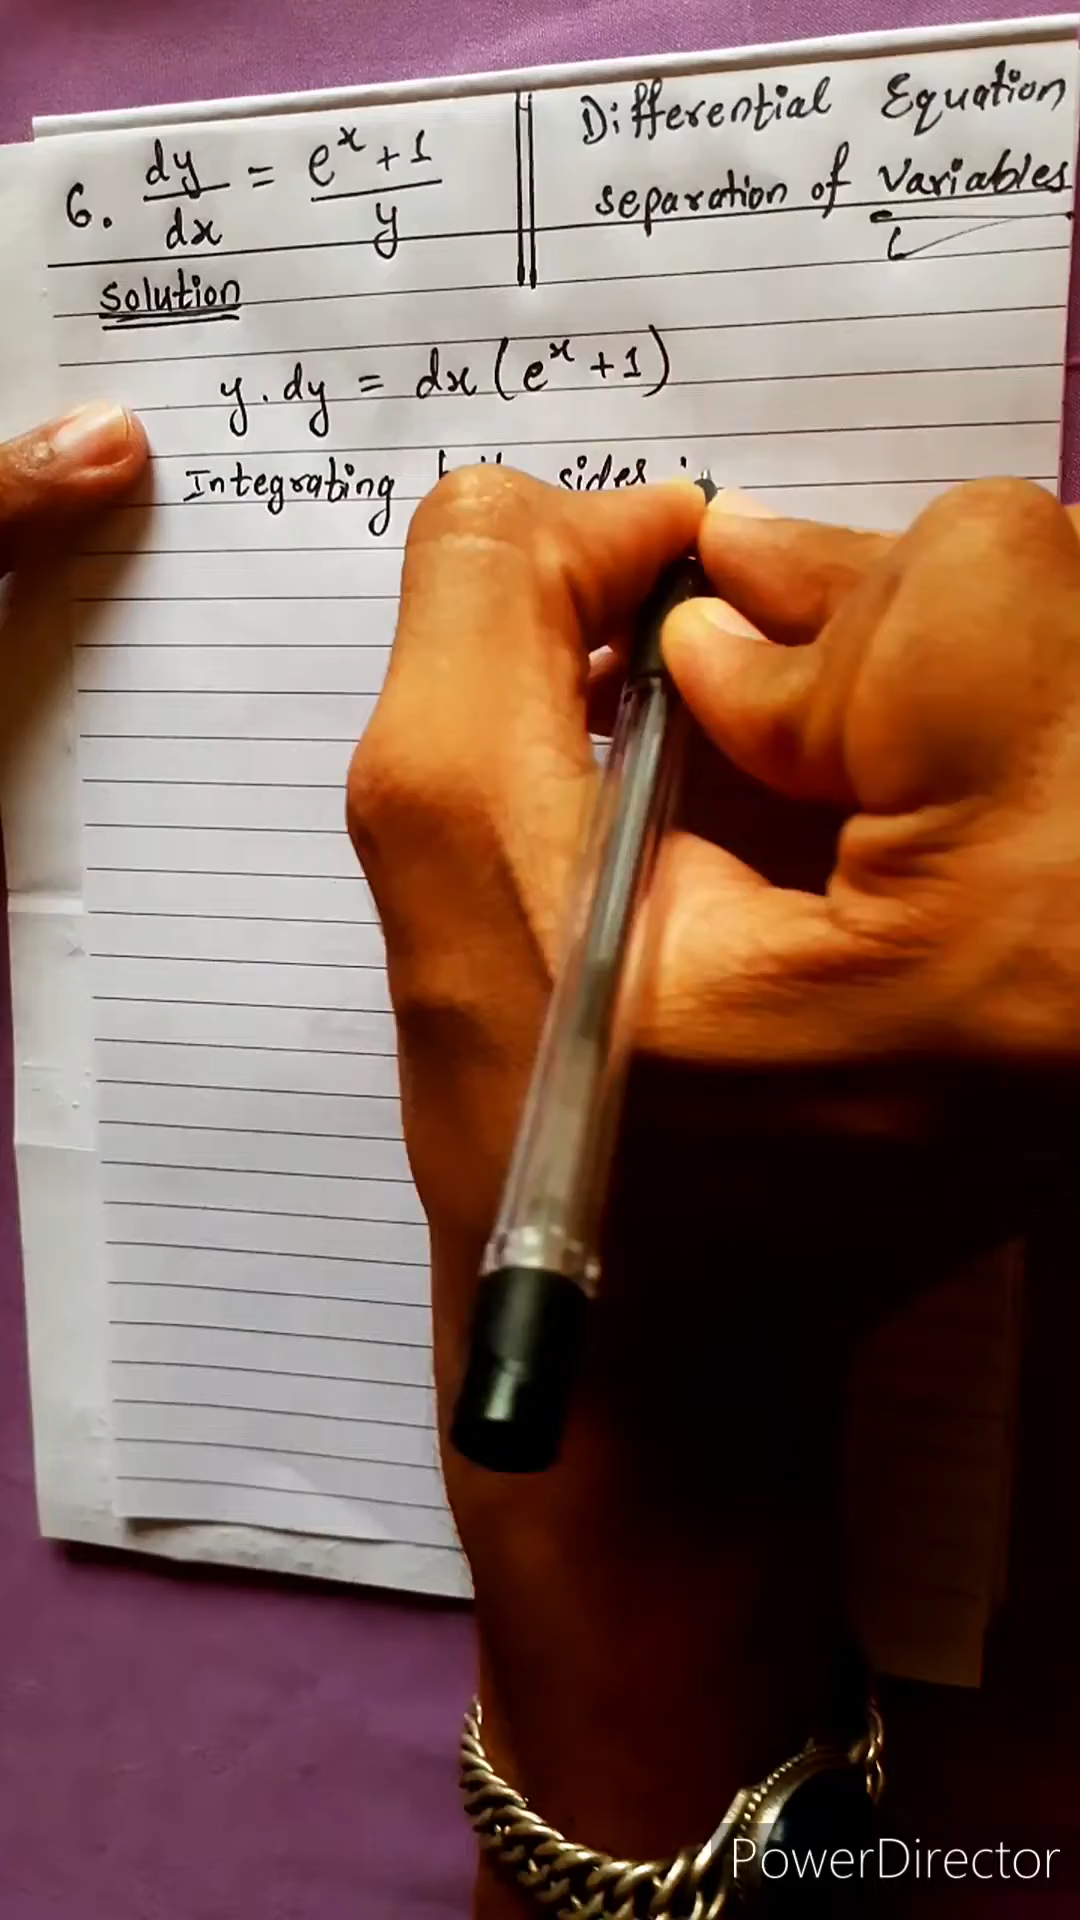 6. dy/dx = e^x + 1 / y
Differential Equation
separation of Variables
Solution
y . dy = dx (e^x + 1)
Integrating sides
PowerDirector